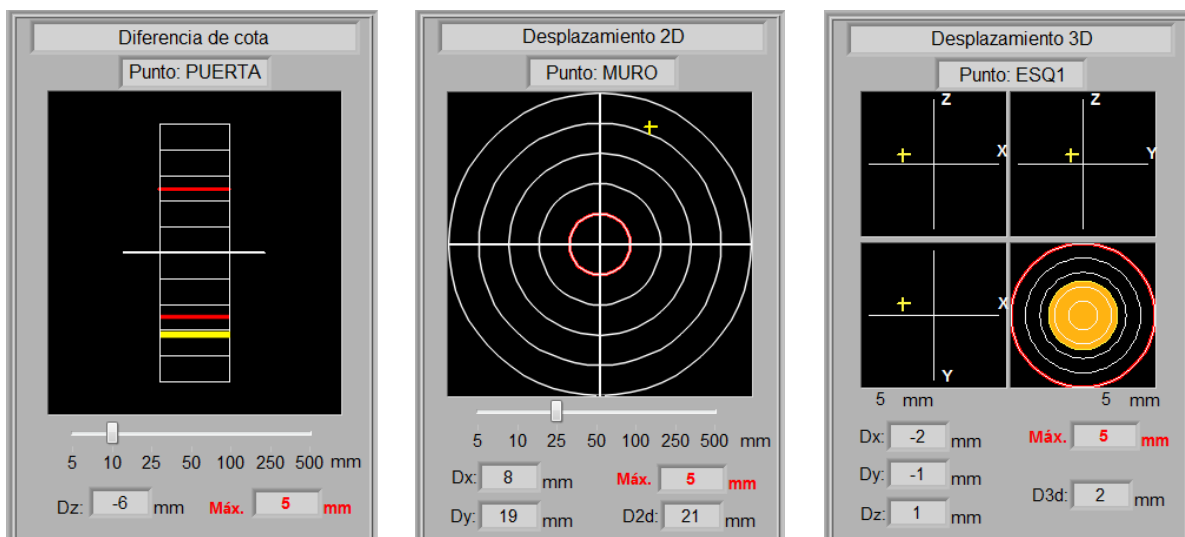 Diferencia de cota
Punto: PUERTA
5 10 25 50 100 250 500 mm
Dz: -6 mm Máx. 5 mm
Desplazamiento 2D
Punto: MURO
5 10 25 50 100 250 500 mm
Dx: 8 mm Máx. 5 mm
Dy: 19 mm D2d: 21 mm
Desplazamiento 3D
Punto: ESQ1
Z Z
X Y
X
Y
5 mm 5 mm
Dx: -2 mm Máx. 5 mm
Dy: -1 mm
D3d: 2 mm
Dz: 1 mm